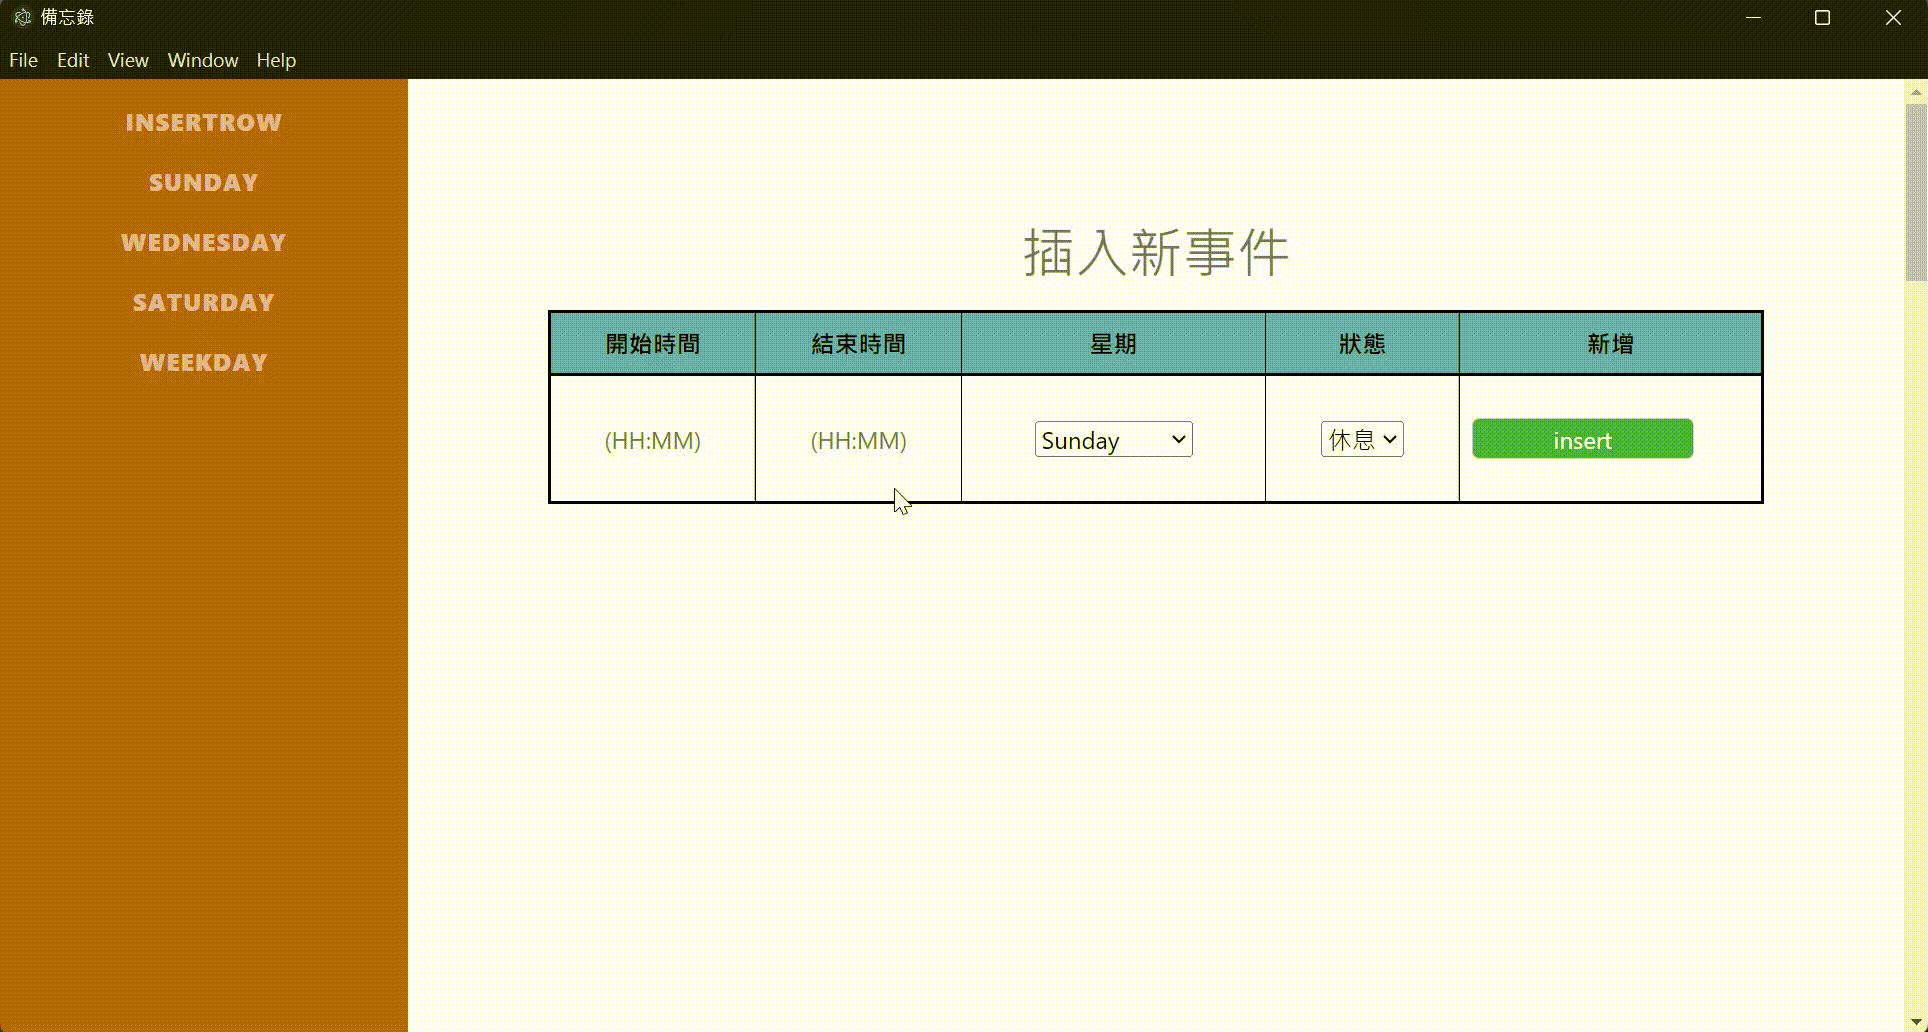 備忘錄
File Edit View Window Help
INSERTROW
SUNDAY
WEDNESDAY
SATURDAY
WEEKDAY
插入新事件
開始時間 結束時間 星期 狀態 新增
(HH:MM) (HH:MM) Sunday 休息 insert